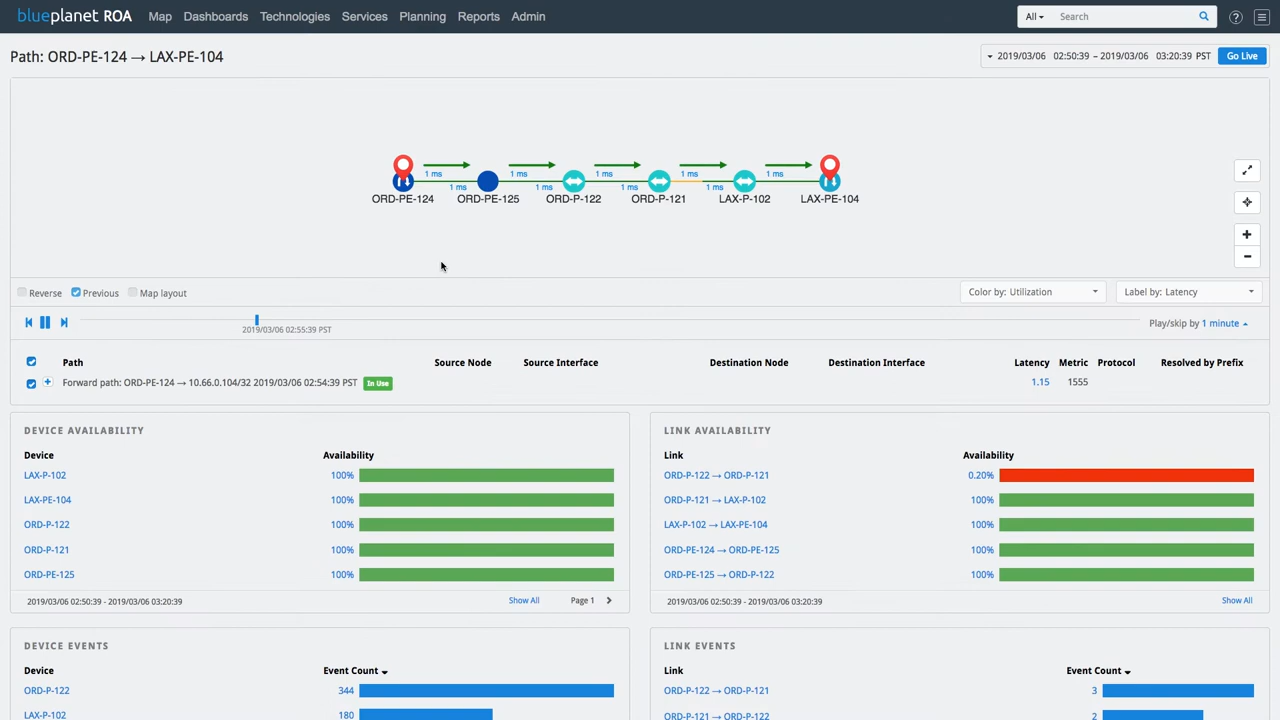 blueplanet ROA Map Dashboards Technologies Services Planning Reports Admin All Search
Path: ORD-PE-124 → LAX-PE-104 2019/03/06 02:50:39 – 2019/03/06 03:20:39 PST Go Live
1 ms 1 ms 1 ms 1 ms 1 ms
1 ms 1 ms 1 ms 1 ms
ORD-PE-124 ORD-PE-125 ORD-P-122 ORD-P-121 LAX-P-102 LAX-PE-104
Reverse Previous Map layout Color by: Utilization Label by: Latency
2019/03/06 02:55:39 PST Play/skip by 1 minute
Path Source Node Source Interface Destination Node Destination Interface Latency Metric Protocol Resolved by Prefix
Forward path: ORD-PE-124 → 10.66.0.104/32 2019/03/06 02:54:39 PST In Use 1.15 1555
DEVICE AVAILABILITY
Device Availability
LAX-P-102 100%
LAX-PE-104 100%
ORD-P-122 100%
ORD-P-121 100%
ORD-PE-125 100%
2019/03/06 02:50:39 - 2019/03/06 03:20:39 Show All Page 1
LINK AVAILABILITY
Link Availability
ORD-P-122 → ORD-P-121 0.20%
ORD-P-121 → LAX-P-102 100%
LAX-P-102 → LAX-PE-104 100%
ORD-PE-124 → ORD-PE-125 100%
ORD-PE-125 → ORD-P-122 100%
2019/03/06 02:50:39 - 2019/03/06 03:20:39 Show All
DEVICE EVENTS
Device Event Count
ORD-P-122 344
LAX-P-102 180
LINK EVENTS
Link Event Count
ORD-P-122 → ORD-P-121 3
ORD-P-121 → ORD-P-122 2